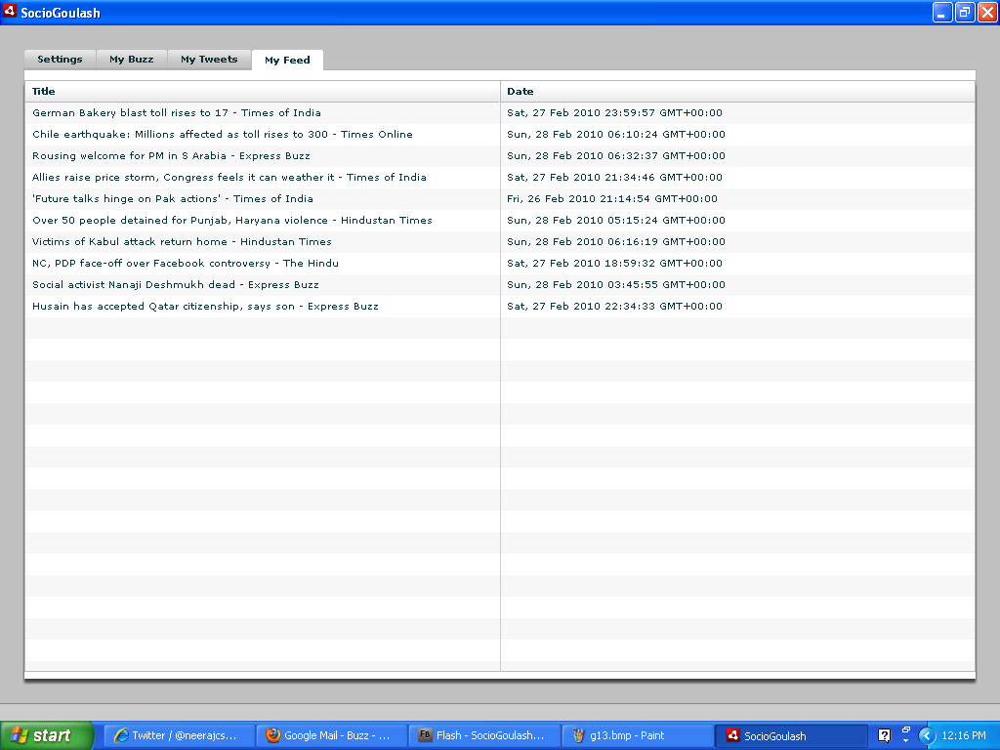 SocioGoulash
Settings My Buzz My Tweets My Feed
Title Date
German Bakery blast toll rises to 17 - Times of India Sat, 27 Feb 2010 23:59:57 GMT+00:00
Chile earthquake: Millions affected as toll rises to 300 - Times Online Sun, 28 Feb 2010 06:10:24 GMT+00:00
Rousing welcome for PM in S Arabia - Express Buzz Sun, 28 Feb 2010 06:32:37 GMT+00:00
Allies raise price storm, Congress feels it can weather it - Times of India Sat, 27 Feb 2010 21:34:46 GMT+00:00
'Future talks hinge on Pak actions' - Times of India Fri, 26 Feb 2010 21:14:54 GMT+00:00
Over 50 people detained for Punjab, Haryana violence - Hindustan Times Sun, 28 Feb 2010 05:15:24 GMT+00:00
Victims of Kabul attack return home - Hindustan Times Sun, 28 Feb 2010 06:16:19 GMT+00:00
NC, PDP face-off over Facebook controversy - The Hindu Sat, 27 Feb 2010 18:59:32 GMT+00:00
Social activist Nanaji Deshmukh dead - Express Buzz Sun, 28 Feb 2010 03:45:55 GMT+00:00
Husain has accepted Qatar citizenship, says son - Express Buzz Sat, 27 Feb 2010 22:34:33 GMT+00:00
start Twitter / @neerajcs... Google Mail - Buzz - ... FB Flash - SocioGoulash... g13.bmp - Paint SocioGoulash 12:16 PM